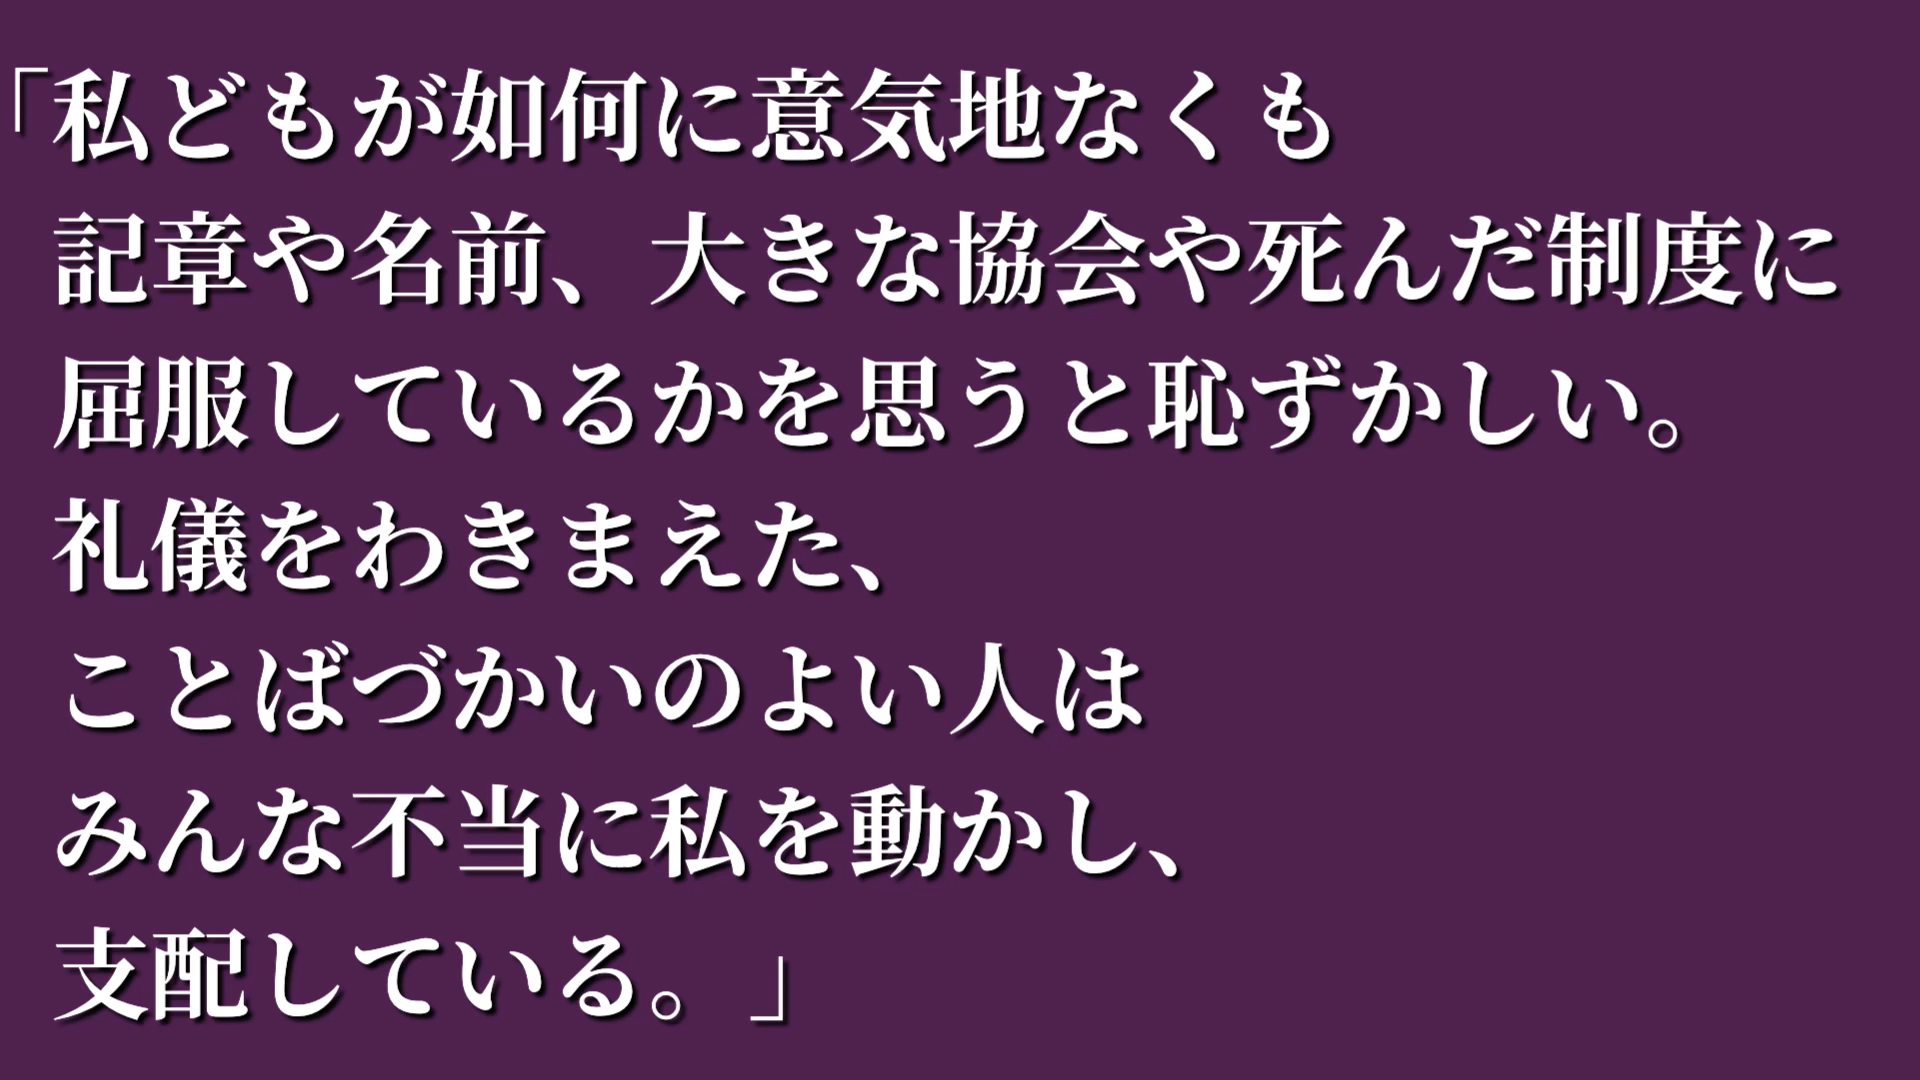 「私どもが如何に意気地なくも
記章や名前、大きな協会や死んだ制度に
屈服しているかを思うと恥ずかしい。
礼儀をわきまえた、
ことばづかいのよい人は
みんな不当に私を動かし、
支配している。」